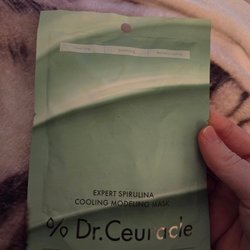 EXPERT SPIRULINA
COOLING MODELING MASK
% Dr.Ceuracle